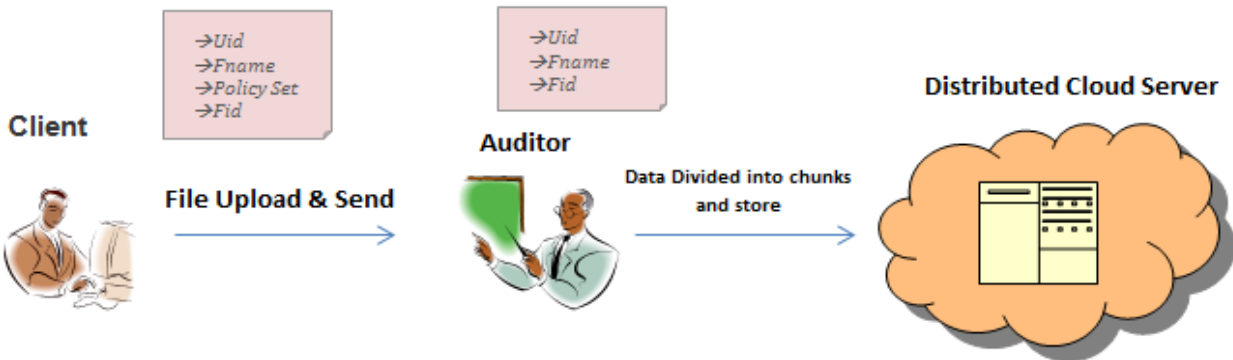 →Uid
→Fname
→Policy Set
→Fid
→Uid
→Fname
→Fid
Distributed Cloud Server
Client
Auditor
File Upload & Send
Data Divided into chunks
and store